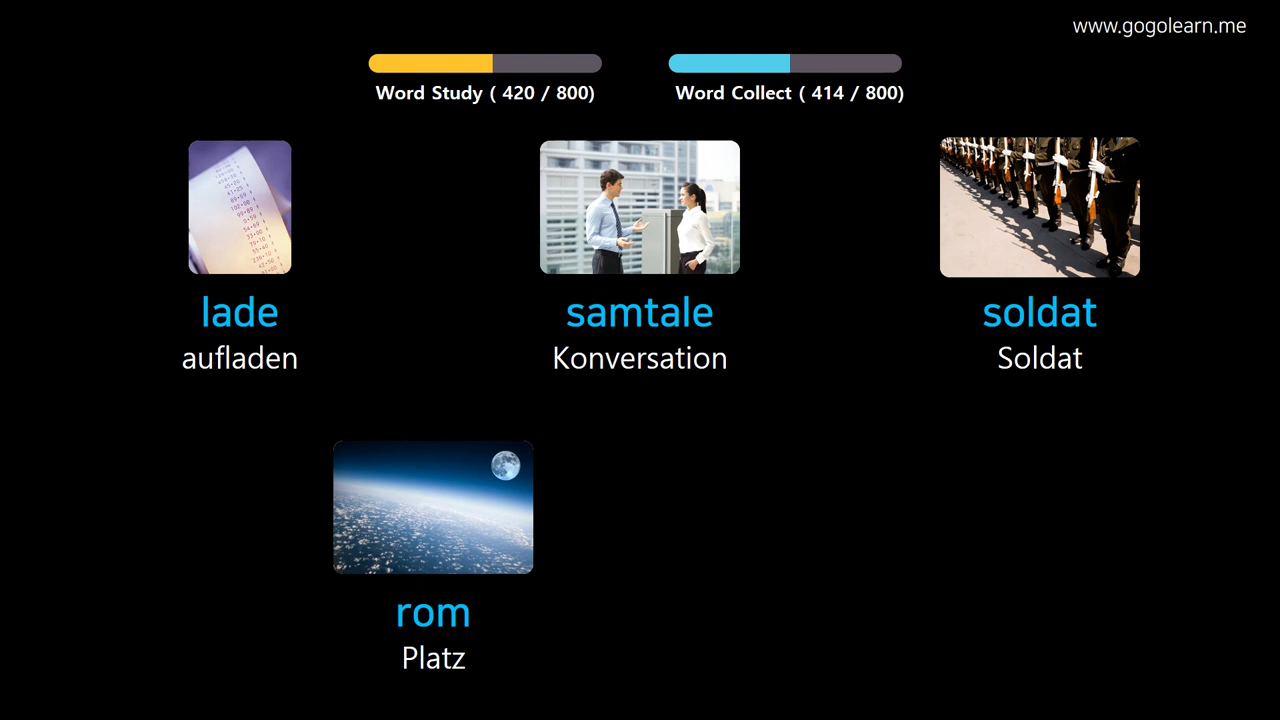 www.gogolearn.me
Word Study ( 420 / 800)
Word Collect ( 414 / 800)
lade
aufladen
samtale
Konversation
soldat
Soldat
rom
Platz